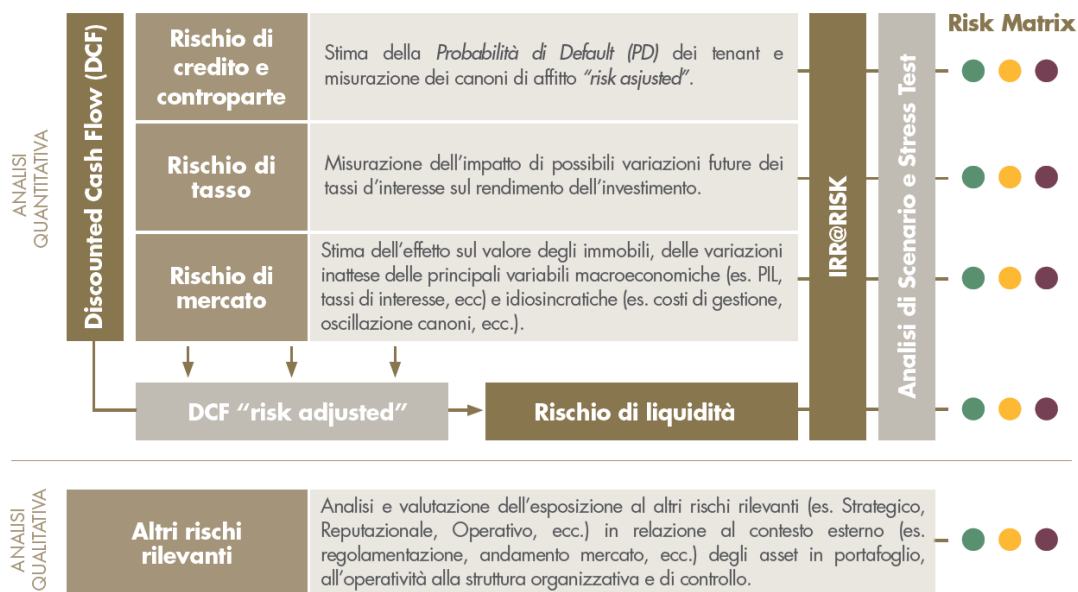 Risk Matrix
ANALISI
QUANTITATIVA
Discounted Cash Flow (DCF)
Rischio di
credito e
controparte
Stima della Probabilità di Default (PD) dei tenant e
misurazione dei canoni di affitto “risk asjusted”.
Rischio di
tasso
Misurazione dell’impatto di possibili variazioni future dei
tassi d’interesse sul rendimento dell’investimento.
Rischio di
mercato
Stima dell’effetto sul valore degli immobili, delle variazioni
inattese delle principali variabili macroeconomiche (es. PIL,
tassi di interesse, ecc) e idiosincratiche (es. costi di gestione,
oscillazione canoni, ecc.).
IRR@RISK
Analisi di Scenario e Stress Test
DCF “risk adjusted”
Rischio di liquidità
ANALISI
QUALITATIVA
Altri rischi
rilevanti
Analisi e valutazione dell’esposizione al altri rischi rilevanti (es. Strategico,
Reputazionale, Operativo, ecc.) in relazione al contesto esterno (es.
regolamentazione, andamento mercato, ecc.) degli asset in portafoglio,
all’operatività alla struttura organizzativa e di controllo.